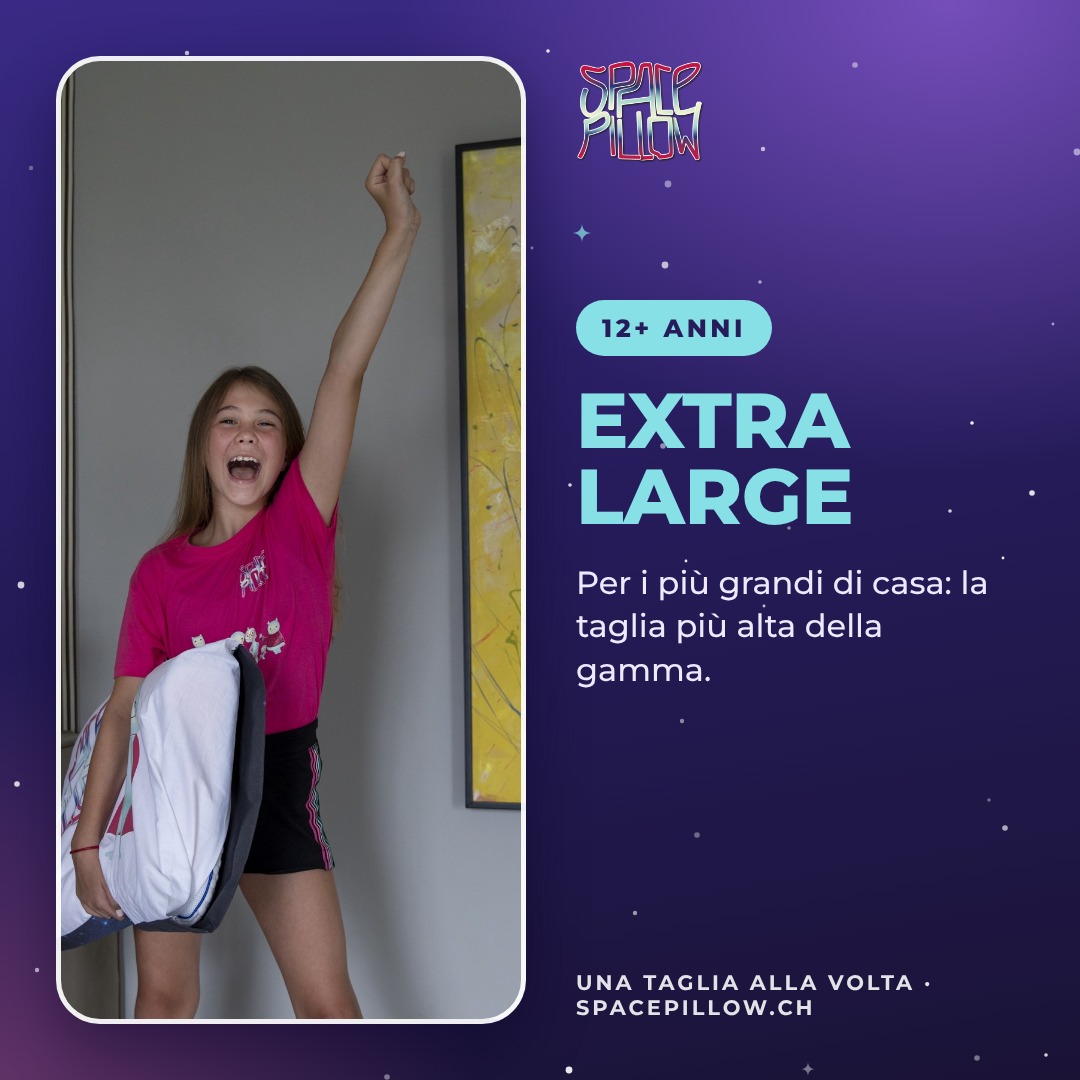 SPACE
PILLOW
12+ ANNI
EXTRA
LARGE
Per i più grandi di casa: la
taglia più alta della
gamma.
UNA TAGLIA ALLA VOLTA •
SPACEPILLOW.CH